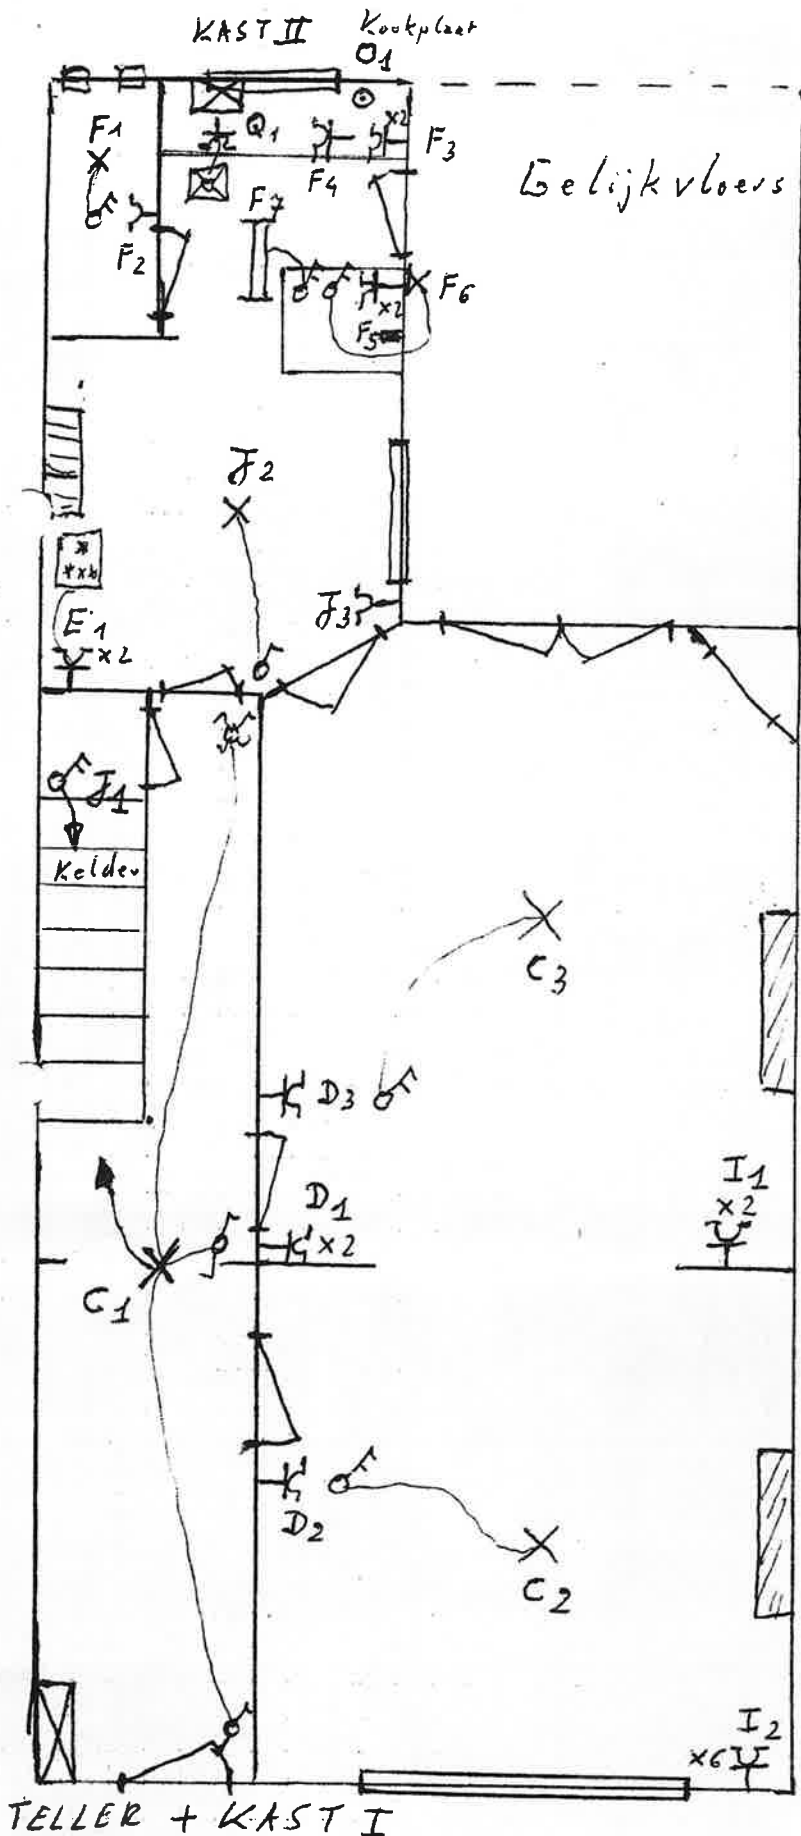 KAST II
Kookplaat
O1
F1
Q1
x2
F3
F4
Gelijkvloers
F2
F7
F6
x2
F5
J2
***
E1
x2
J3
J1
Kelder
C3
D3
I1
x2
D1
x2
C1
D2
C2
I2
x6
TELLER + KAST I